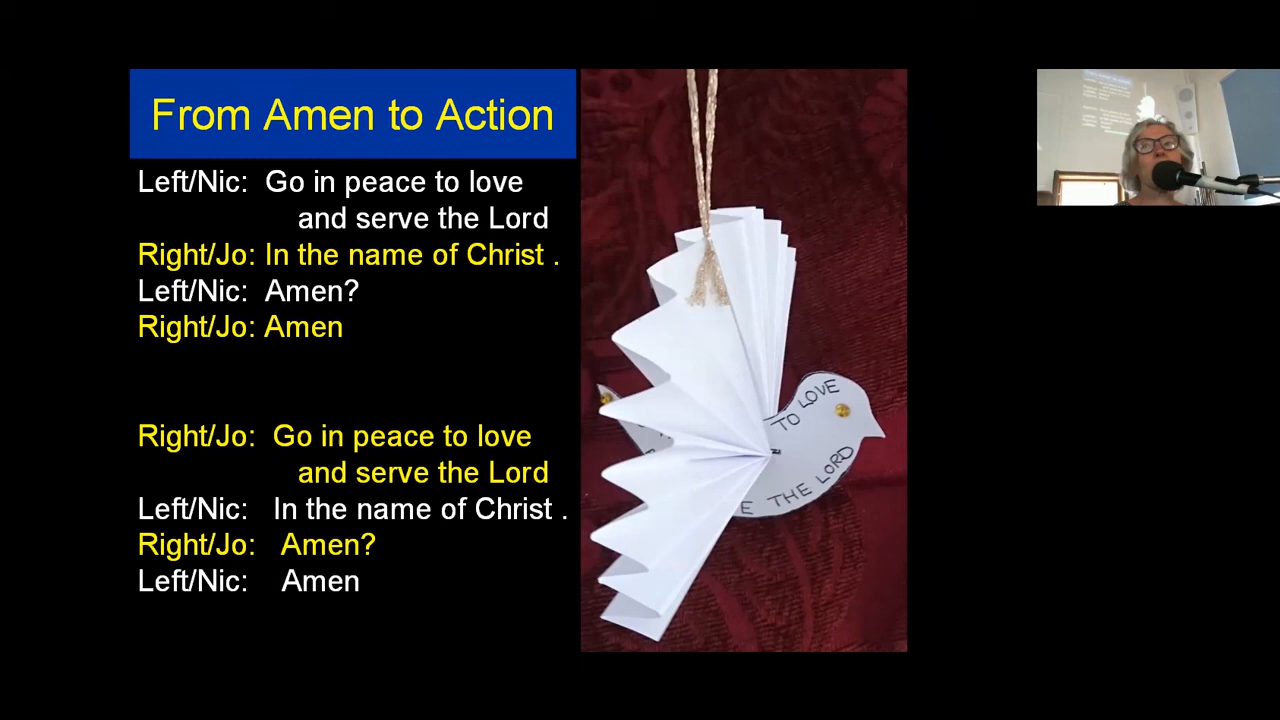 From Amen to Action
Left/Nic: Go in peace to love
and serve the Lord
Right/Jo: In the name of Christ .
Left/Nic: Amen?
Right/Jo: Amen
Right/Jo: Go in peace to love
and serve the Lord
Left/Nic: In the name of Christ .
Right/Jo: Amen?
Left/Nic: Amen
TO LOVE
E THE LORD